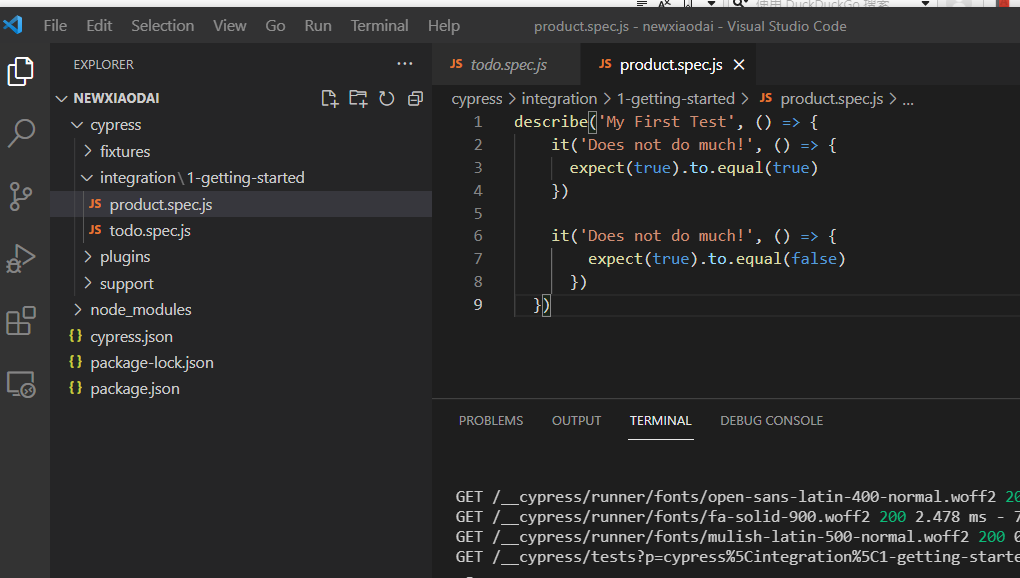 使用 DuckDuckGo 搜索
File Edit Selection View Go Run Terminal Help product.spec.js - newxiaodai - Visual Studio Code
EXPLORER ...
NEWXIAODAI
cypress
fixtures
integration\1-getting-started
JS product.spec.js
JS todo.spec.js
plugins
support
node_modules
{} cypress.json
{} package-lock.json
{} package.json
JS todo.spec.js JS product.spec.js ×
cypress > integration > 1-getting-started > JS product.spec.js > ...
1 describe('My First Test', () => {
2 it('Does not do much!', () => {
3 expect(true).to.equal(true)
4 })
5
6 it('Does not do much!', () => {
7 expect(true).to.equal(false)
8 })
9 })
PROBLEMS OUTPUT TERMINAL DEBUG CONSOLE
GET /__cypress/runner/fonts/open-sans-latin-400-normal.woff2 20
GET /__cypress/runner/fonts/fa-solid-900.woff2 200 2.478 ms - 7
GET /__cypress/runner/fonts/mulish-latin-500-normal.woff2 200 0
GET /__cypress/tests?p=cypress%5Cintegration%5C1-getting-starte